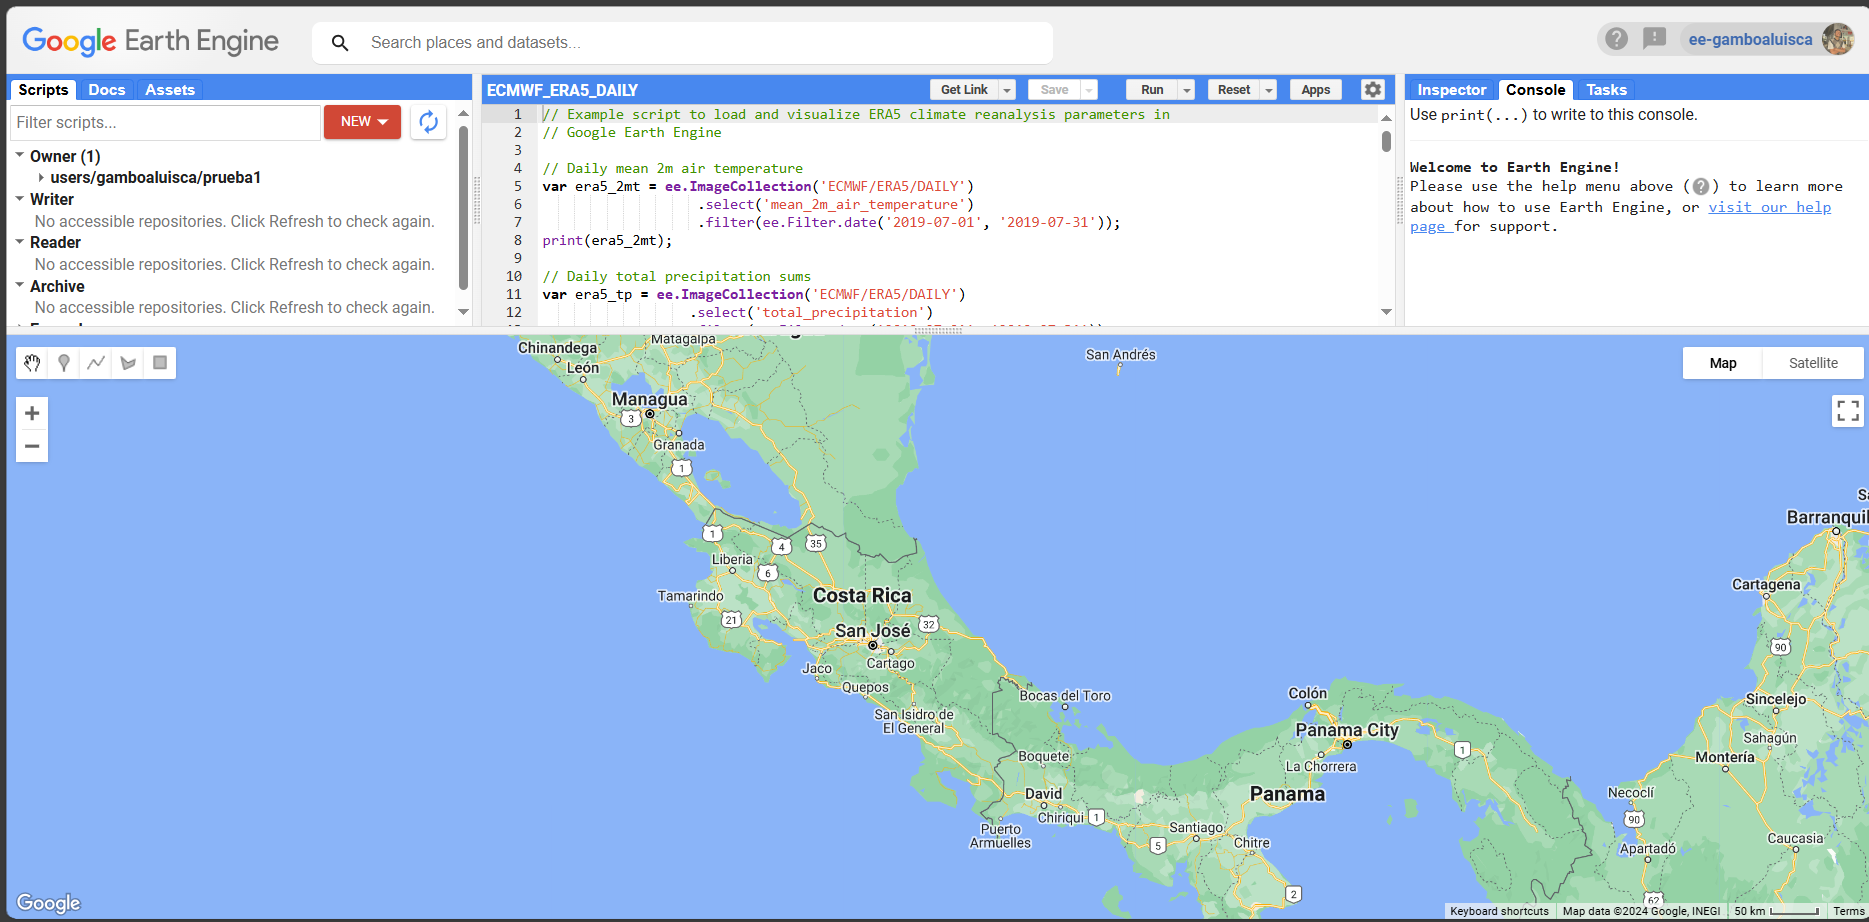 Google Earth Engine
Search places and datasets...
ee-gamboaluisca
Scripts
Docs
Assets
Filter scripts...
NEW
Owner (1)
users/gamboaluisca/prueba1
Writer
No accessible repositories. Click Refresh to check again.
Reader
No accessible repositories. Click Refresh to check again.
Archive
No accessible repositories. Click Refresh to check again.
ECMWF_ERA5_DAILY
Get Link
Save
Run
Reset
Apps
1 // Example script to load and visualize ERA5 climate reanalysis parameters in
2 // Google Earth Engine
3
4 // Daily mean 2m air temperature
5 var era5_2mt = ee.ImageCollection('ECMWF/ERA5/DAILY')
6 .select('mean_2m_air_temperature')
7 .filter(ee.Filter.date('2019-07-01', '2019-07-31'));
8 print(era5_2mt);
9
10 // Daily total precipitation sums
11 var era5_tp = ee.ImageCollection('ECMWF/ERA5/DAILY')
12 .select('total_precipitation')
Inspector
Console
Tasks
Use print(...) to write to this console.
Welcome to Earth Engine!
Please use the help menu above (?) to learn more
about how to use Earth Engine, or visit our help
page for support.
Map
Satellite
Matagalpa
Chinandega
León
San Andrés
Managua
3
Granada
1
Barranquil
1
4
35
Liberia
6
Cartagena
Tamarindo
Costa Rica
21
San José
32
90
Cartago
Jaco
Quepos
Bocas del Toro
Colón
Sincelejo
San Isidro de
El General
Panama City
1
Sahagún
Boquete
La Chorrera
Montería
David
Panama
Necoclí
Chiriqui
1
90
Puerto
Armuelles
Santiago
5
Chitre
Caucasia
Apartadó
2
62
Google
Keyboard shortcuts
Map data ©2024 Google, INEGI
50 km
Terms